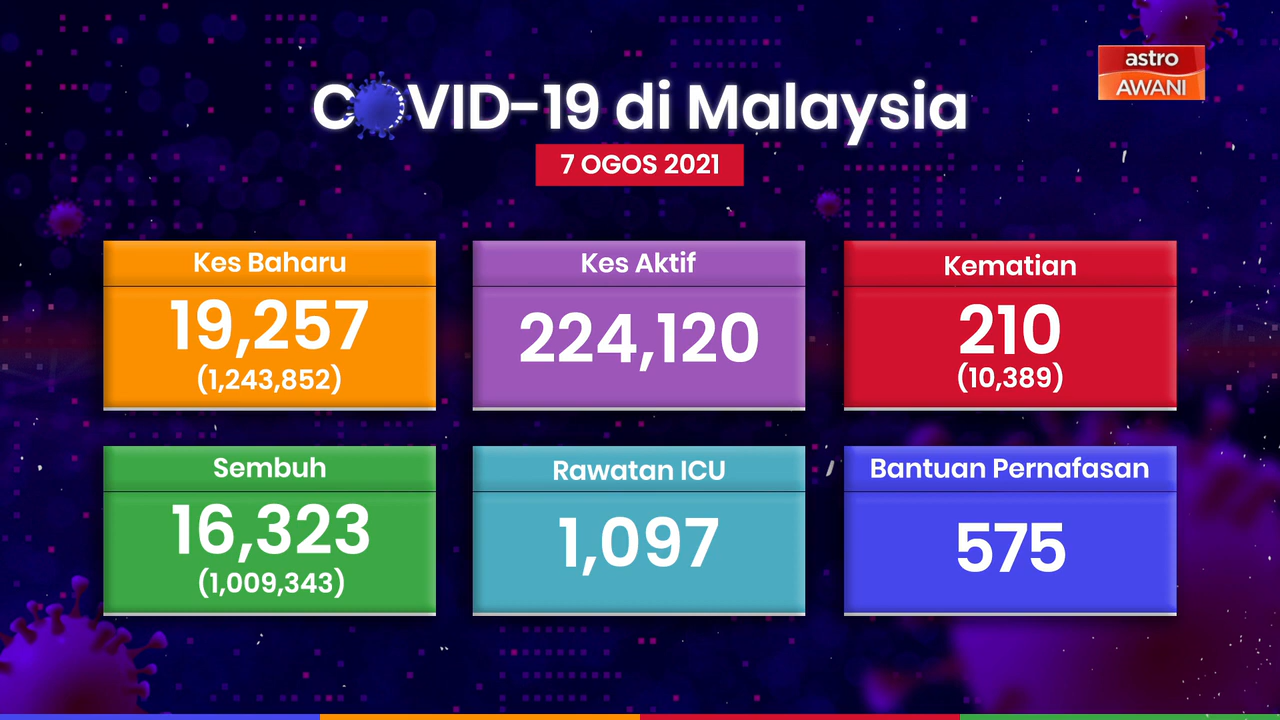 astro
AWANI
COVID-19 di Malaysia
7 OGOS 2021
Kes Baharu
19,257
(1,243,852)
Kes Aktif
224,120
Kematian
210
(10,389)
Sembuh
16,323
(1,009,343)
Rawatan ICU
1,097
Bantuan Pernafasan
575